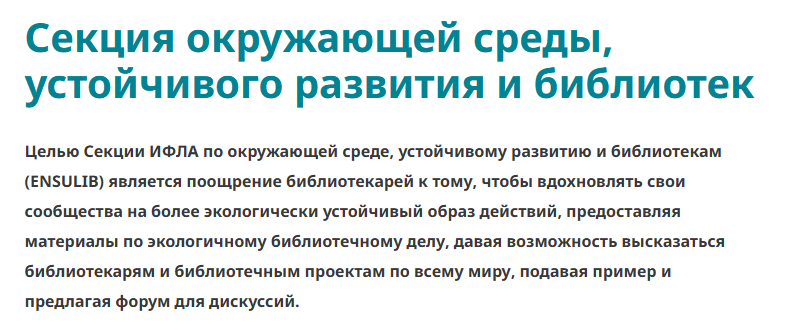 Секция окружающей среды,
устойчивого развития и библиотек
Целью Секции ИФЛА по окружающей среде, устойчивому развитию и библиотекам
(ENSULIB) является поощрение библиотекарей к тому, чтобы вдохновлять свои
сообщества на более экологически устойчивый образ действий, предоставляя
материалы по экологичному библиотечному делу, давая возможность высказаться
библиотекарям и библиотечным проектам по всему миру, подавая пример и
предлагая форум для дискуссий.